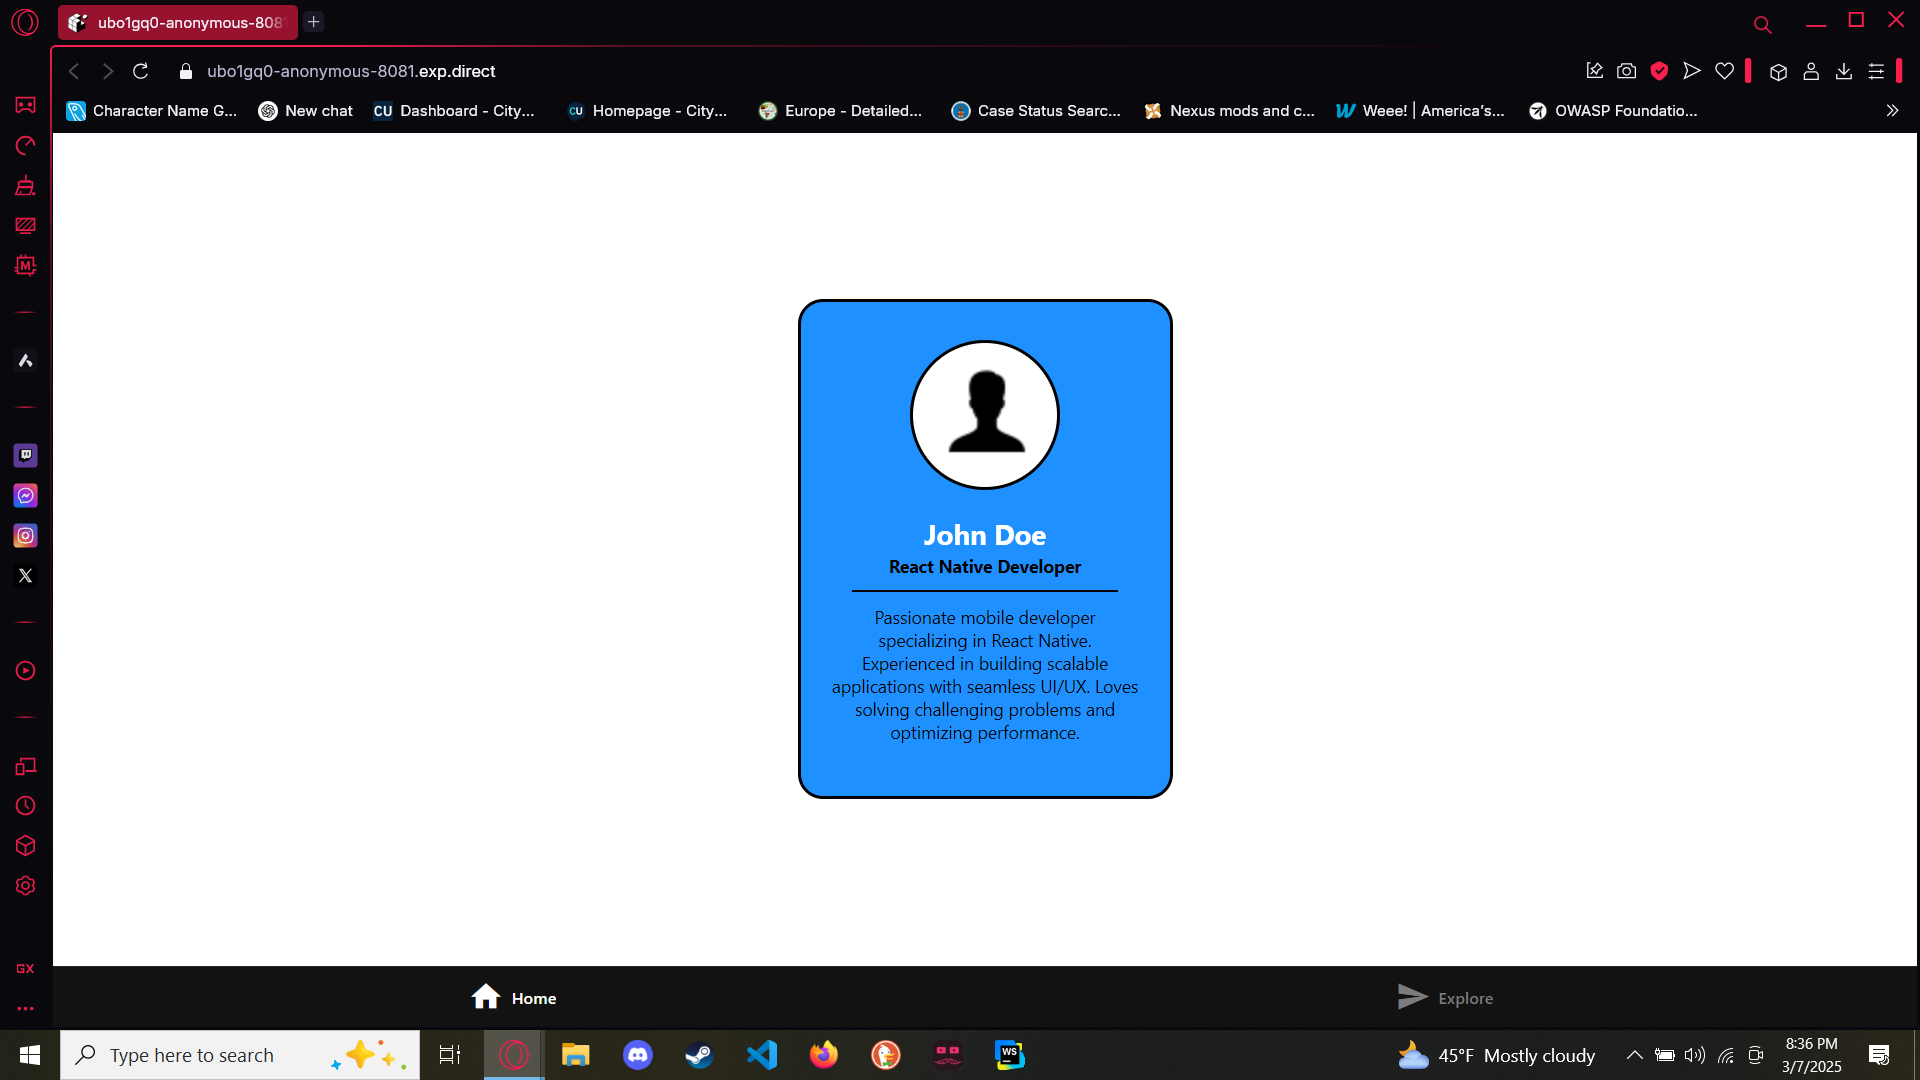 ubo1gq0-anonymous-808
ubo1gq0-anonymous-8081.exp.direct
Character Name G...
New chat
CU Dashboard - City...
CU Homepage - City...
Europe - Detailed...
Case Status Searc...
Nexus mods and c...
Weee! | America's...
OWASP Foundatio...
M
John Doe
React Native Developer
Passionate mobile developer
specializing in React Native.
Experienced in building scalable
applications with seamless UI/UX. Loves
solving challenging problems and
optimizing performance.
GX
Home
Explore
Type here to search
WS
45°F Mostly cloudy
8:36 PM
3/7/2025